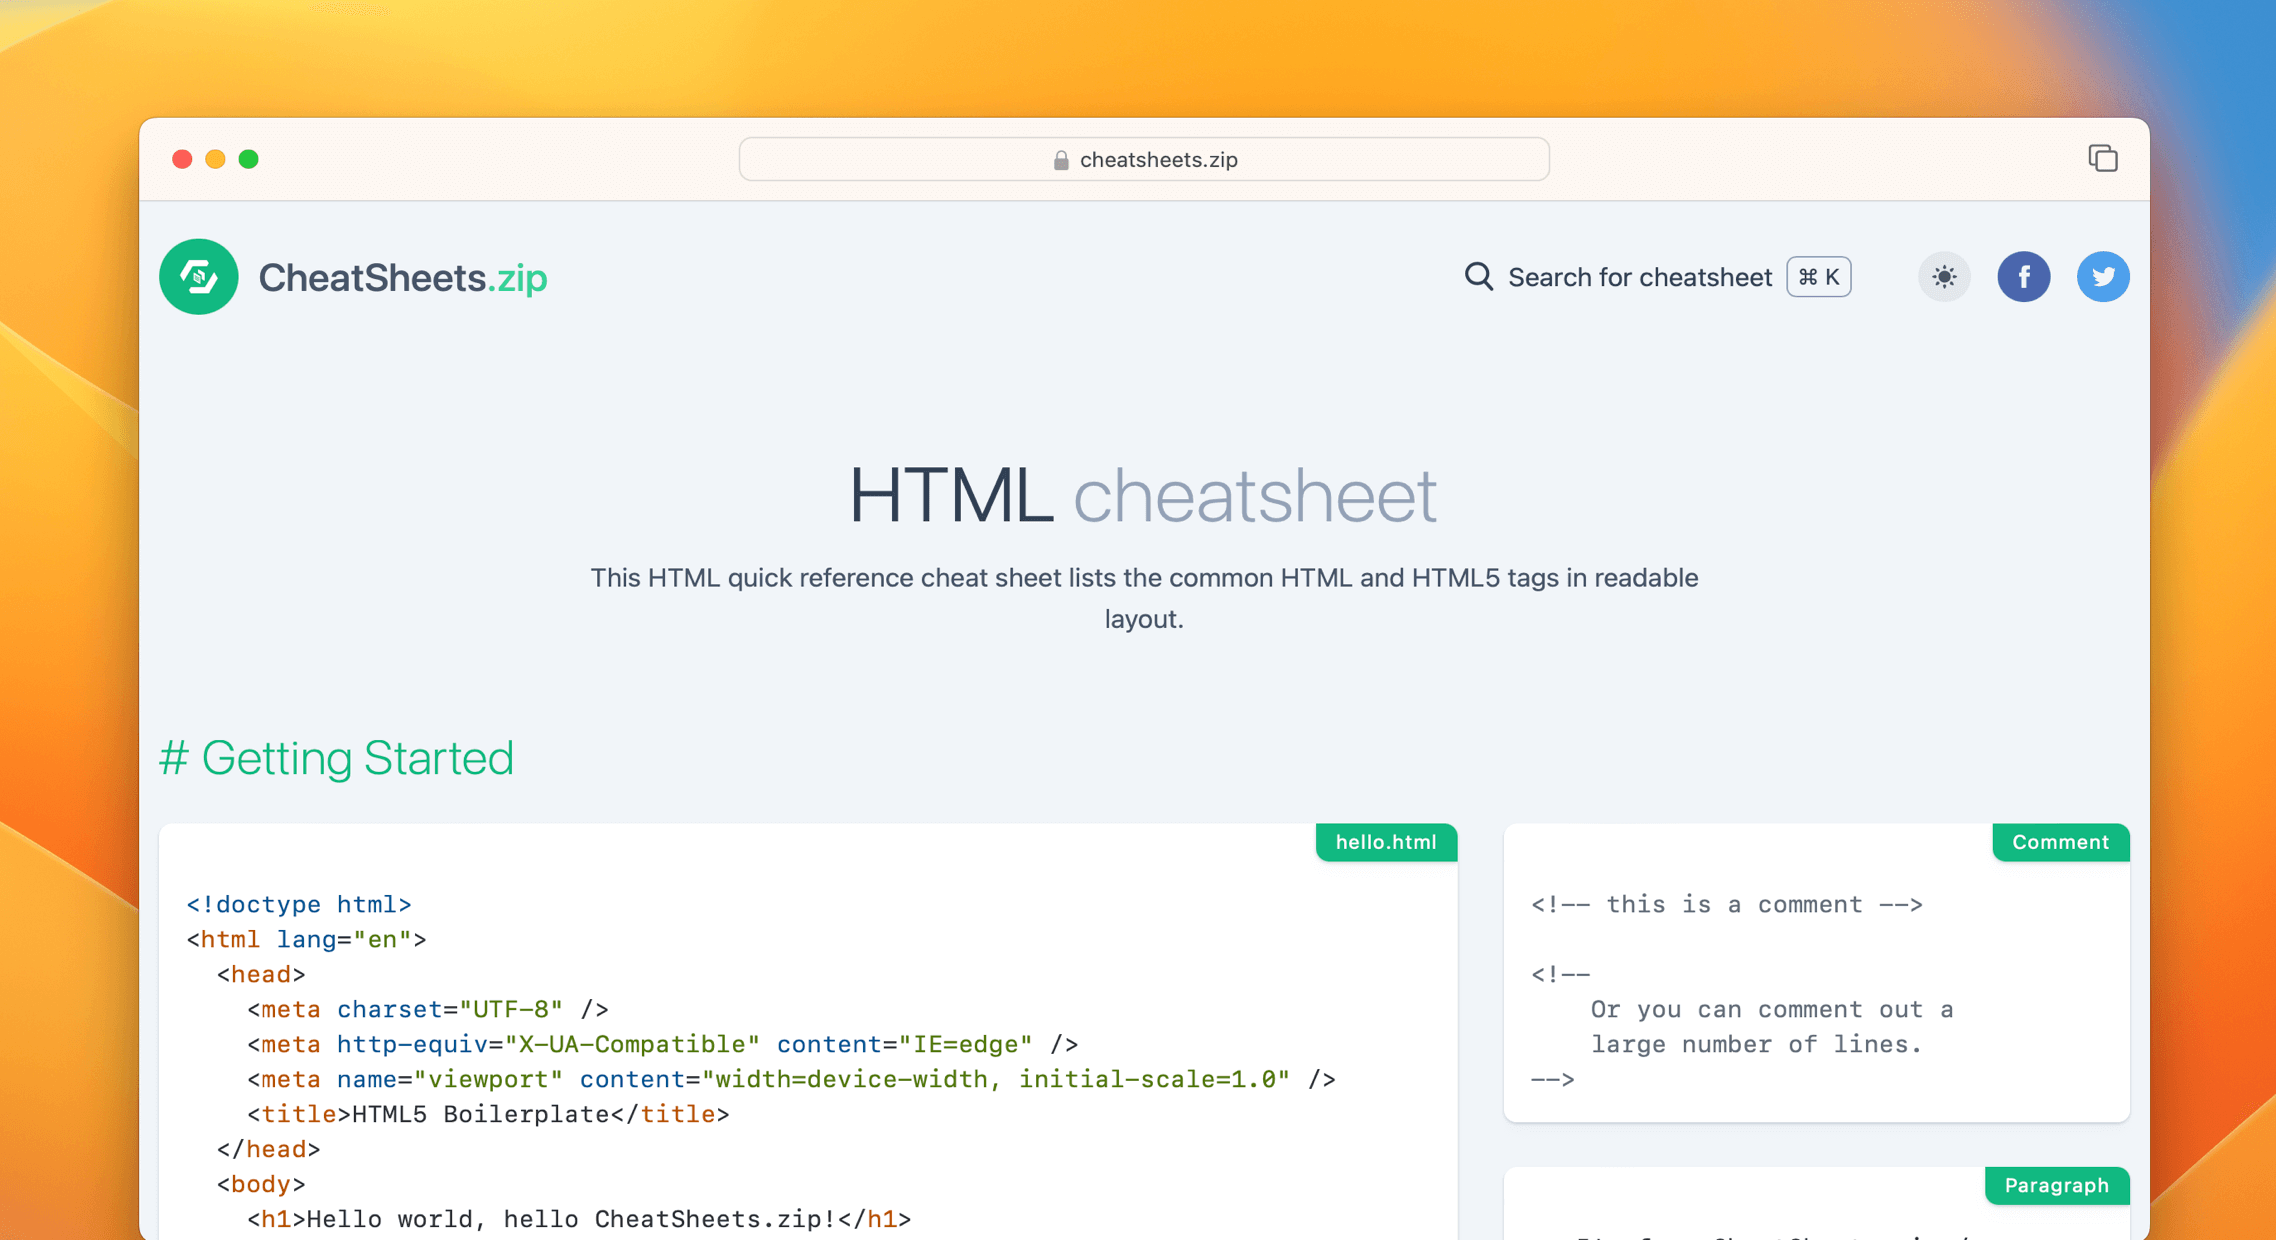 cheatsheets.zip
CheatSheets.zip
Search for cheatsheet ⌘ K
HTML cheatsheet
This HTML quick reference cheat sheet lists the common HTML and HTML5 tags in readable
layout.
# Getting Started
hello.html
<!doctype html>
<html lang="en">
  <head>
    <meta charset="UTF-8" />
    <meta http-equiv="X-UA-Compatible" content="IE=edge" />
    <meta name="viewport" content="width=device-width, initial-scale=1.0" />
    <title>HTML5 Boilerplate</title>
  </head>
  <body>
    <h1>Hello world, hello CheatSheets.zip!</h1>
Comment
<!-- this is a comment -->
<!--
    Or you can comment out a
    large number of lines.
-->
Paragraph